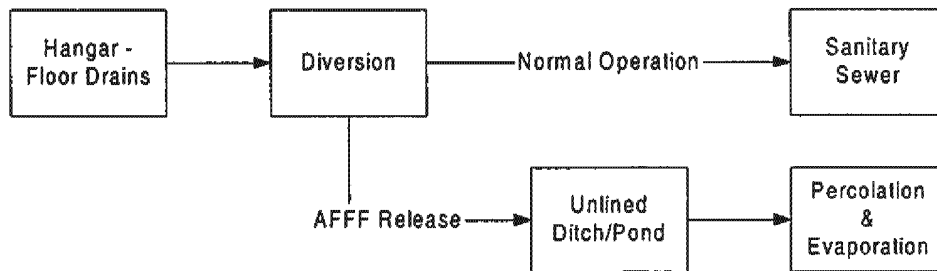 Hangar -
Floor Drains
Diversion
Normal Operation
Sanitary
Sewer
AFFF Release
Unlined
Ditch/Pond
Percolation
&
Evaporation